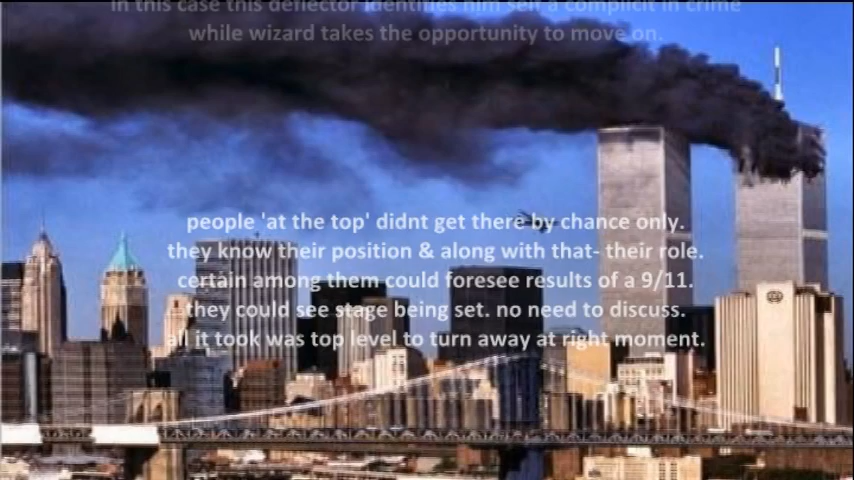 in this case this deflector identifies him self a complicit in crime
while wizard takes the opportunity to move on.
people 'at the top' didnt get there by chance only.
they know their position & along with that- their role.
certain among them could foresee results of a 9/11.
they could see stage being set. no need to discuss.
all it took was top level to turn away at right moment.